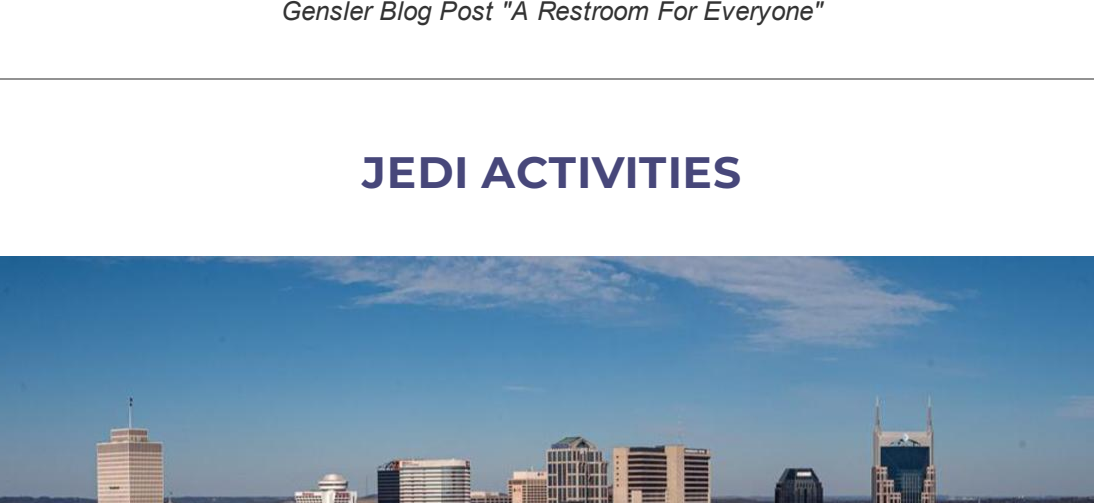 Gensler Blog Post "A Restroom For Everyone"
JEDI ACTIVITIES